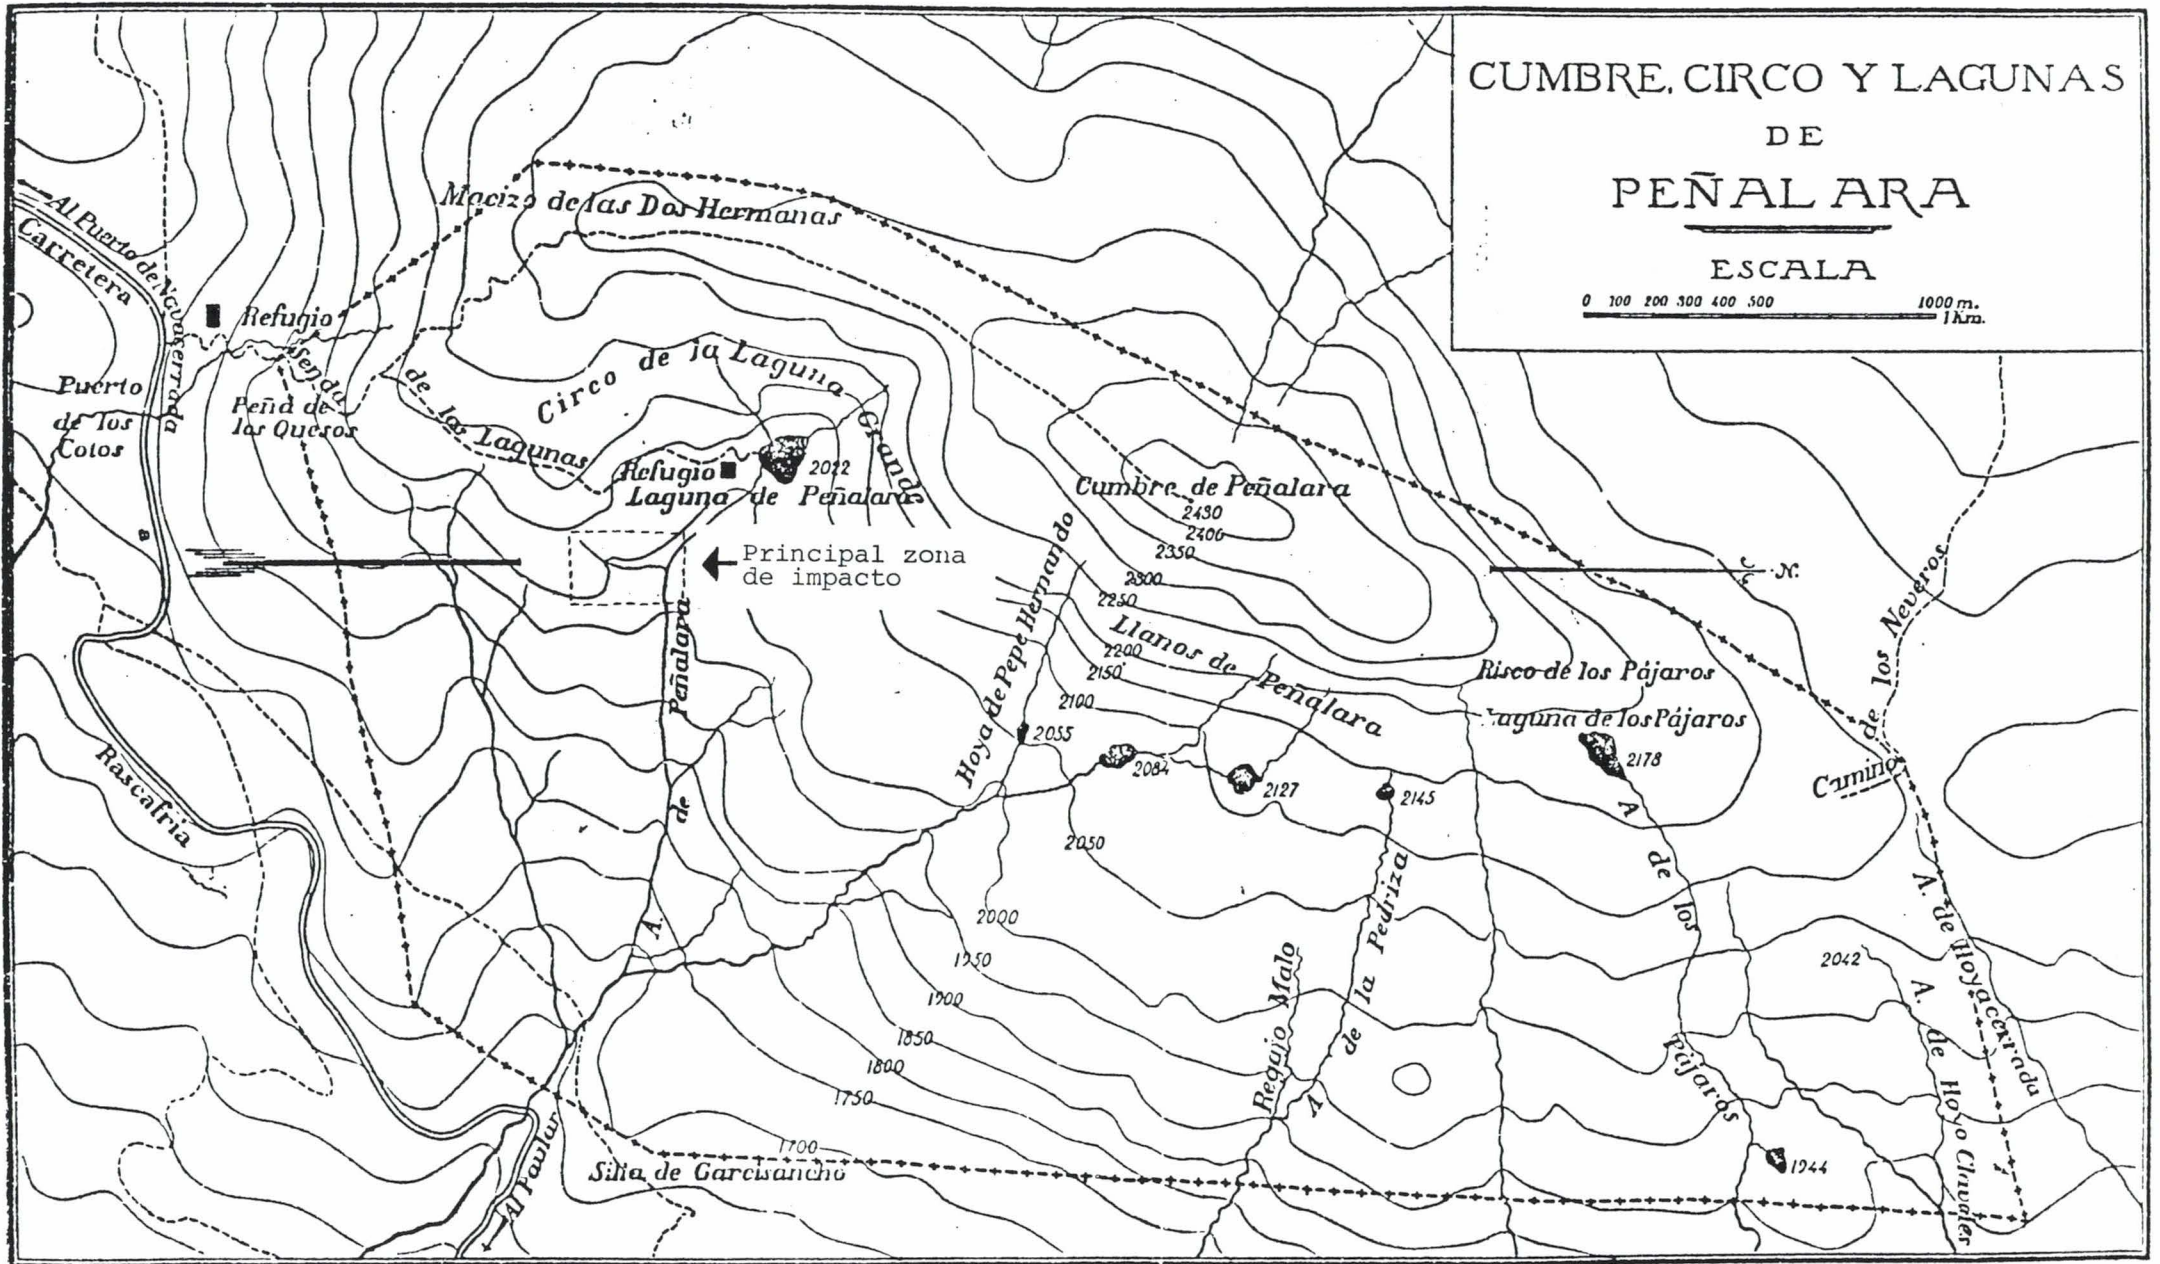 CUMBRE, CIRCO Y LAGUNAS
DE
PEÑALARA
ESCALA
0 100 200 300 400 500 1000 m.
1 Km.
Macizo de las Dos Hermanas
Al Puerto de Navacerrada
Carretera
Refugio
Senda
de las Lagunas
Circo de la Laguna Grande
Puerto
de los
Cotos
Peña de
los Quesos
Refugio
2022
Laguna de Peñalara
Cumbre de Peñalara
2430
2400
2350
2300
2250
2200
2150
2100
Principal zona
de impacto
N.
a
Rascafria
A. de Peñalara
Hoya de Pepe Hernando
Llanos de Peñalara
Risco de los Pájaros
Laguna de los Pájaros
2055
2084
2127
2145
2178
Camino
de los Neveros
2050
2000
1950
1900
1850
1800
1750
1700
A. de la Pedriza
Regajo Malo
A. de los Pájaros
2042
A. de Hoyacerrada
A. de Hoyo Claveles
1944
Silla de Garcisancho
Al Paular